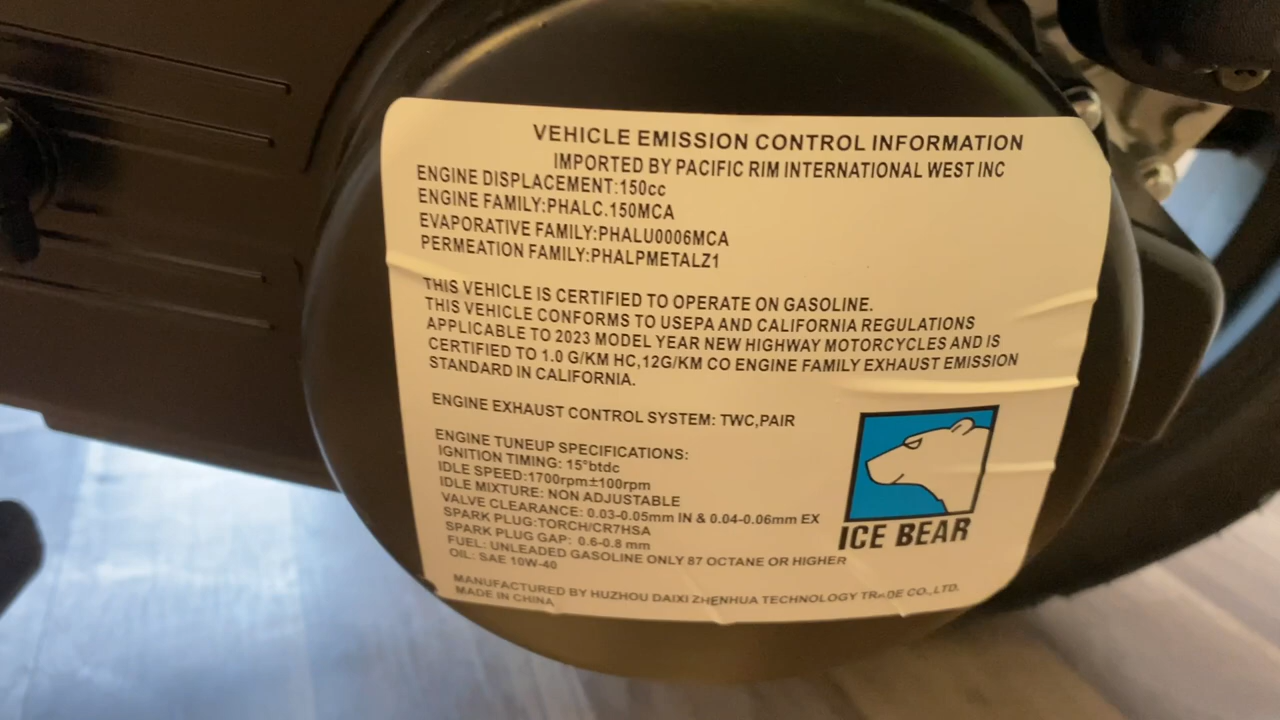 VEHICLE EMISSION CONTROL INFORMATION
IMPORTED BY PACIFIC RIM INTERNATIONAL WEST INC
ENGINE DISPLACEMENT:150cc
ENGINE FAMILY:PHALC.150MCA
EVAPORATIVE FAMILY:PHALU0006MCA
PERMEATION FAMILY:PHALPMETALZ1
THIS VEHICLE IS CERTIFIED TO OPERATE ON GASOLINE.
THIS VEHICLE CONFORMS TO USEPA AND CALIFORNIA REGULATIONS
APPLICABLE TO 2023 MODEL YEAR NEW HIGHWAY MOTORCYCLES AND IS
CERTIFIED TO 1.0 G/KM HC,12G/KM CO ENGINE FAMILY EXHAUST EMISSION
STANDARD IN CALIFORNIA.
ENGINE EXHAUST CONTROL SYSTEM: TWC,PAIR
ENGINE TUNEUP SPECIFICATIONS:
IGNITION TIMING: 15°btdc
IDLE SPEED:1700rpm±100rpm
IDLE MIXTURE: NON ADJUSTABLE
VALVE CLEARANCE: 0.03-0.05mm IN & 0.04-0.06mm EX
SPARK PLUG:TORCH/CR7HSA
SPARK PLUG GAP: 0.6-0.8 mm
FUEL: UNLEADED GASOLINE ONLY 87 OCTANE OR HIGHER
OIL: SAE 10W-40
ICE BEAR
MANUFACTURED BY HUZHOU DAIXI ZHENHUA TECHNOLOGY TRADE CO.,LTD.
MADE IN CHINA